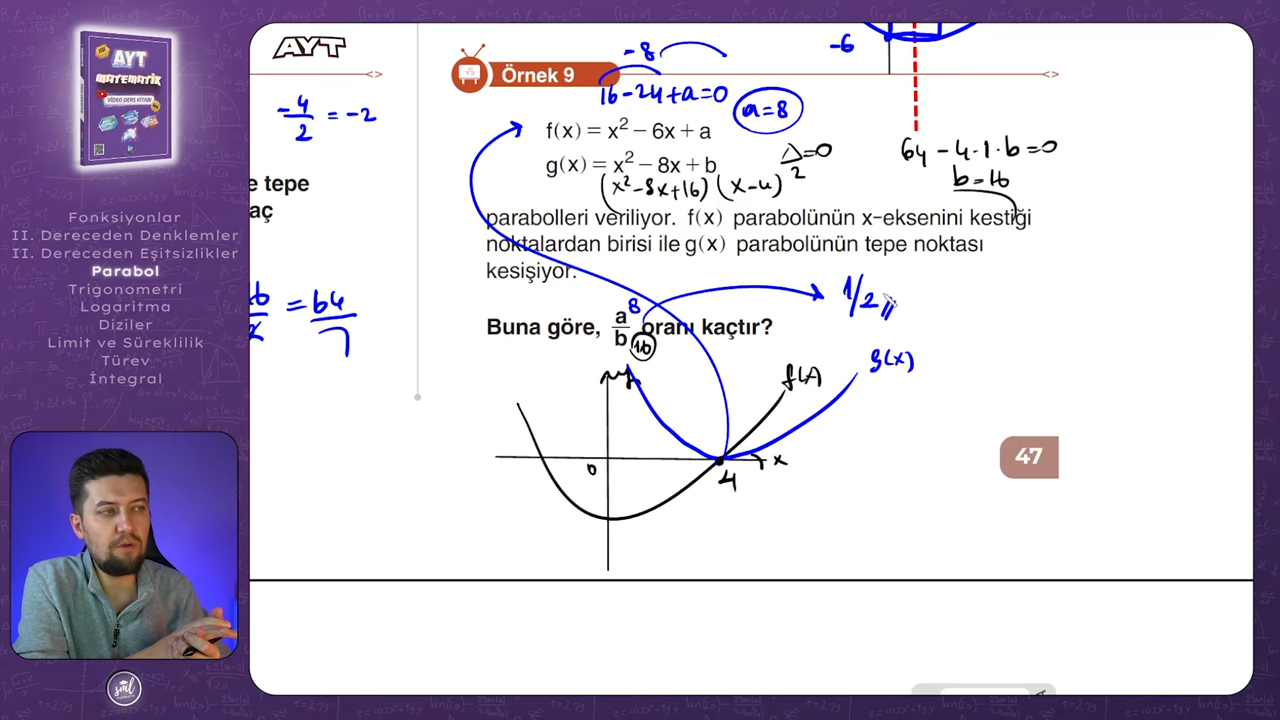 AYT
MATEMATİK
VİDEO DERS KİTABI
Fonksiyonlar
II. Dereceden Denklemler
II. Dereceden Eşitsizlikler
Parabol
Trigonometri
Logaritma
Diziler
Limit ve Süreklilik
Türev
İntegral
sml
AYT
-4/2 = -2
e tepe
aç
= 64/7
-6
-8
Örnek 9
16-24+a=0
a=8
f(x) = x² − 6x + a
g(x) = x² − 8x + b
Δ=0
(x²-8x+16) (x-4)²
64 - 4·1·b=0
b=16
parabolleri veriliyor. f(x) parabolünün x-eksenini kestiği
noktalardan birisi ile g(x) parabolünün tepe noktası
kesişiyor.
Buna göre, a/b oranı kaçtır?
8
16
1/2
y
f(x)
g(x)
0
4
x
47